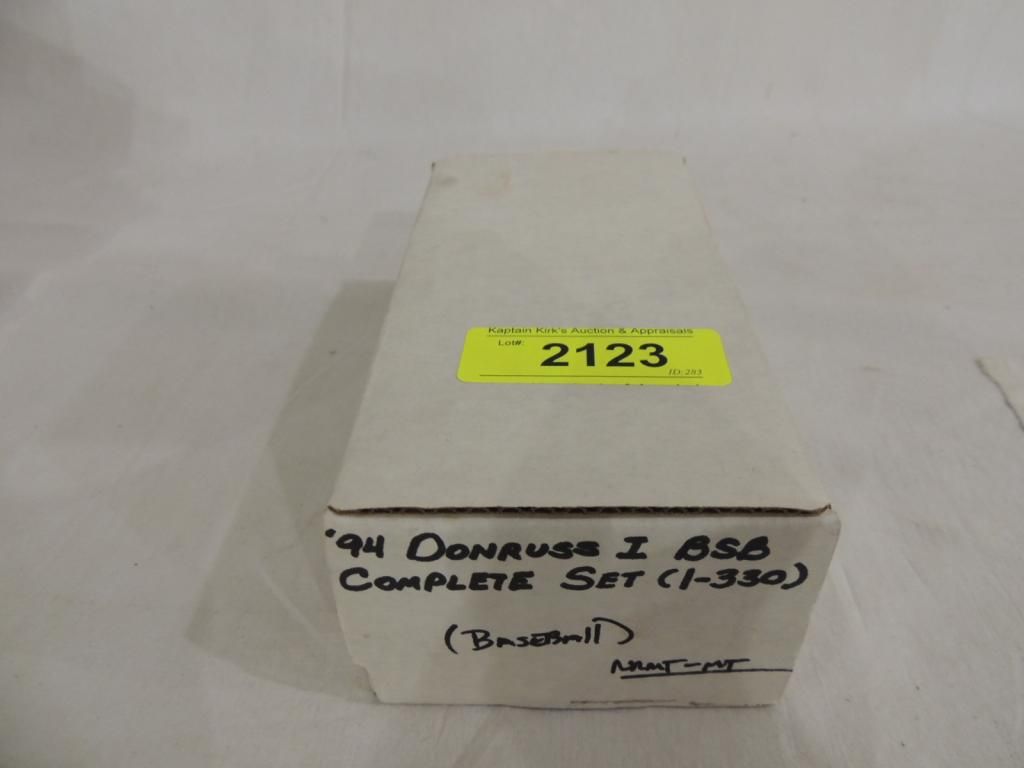 Kaptain Kirk's Auction & Appraisals
Lot#: 2123
ID: 283
'94 DONRUSS I BSB
COMPLETE SET (1-330)
(BASEBAll)
NRMT-MT